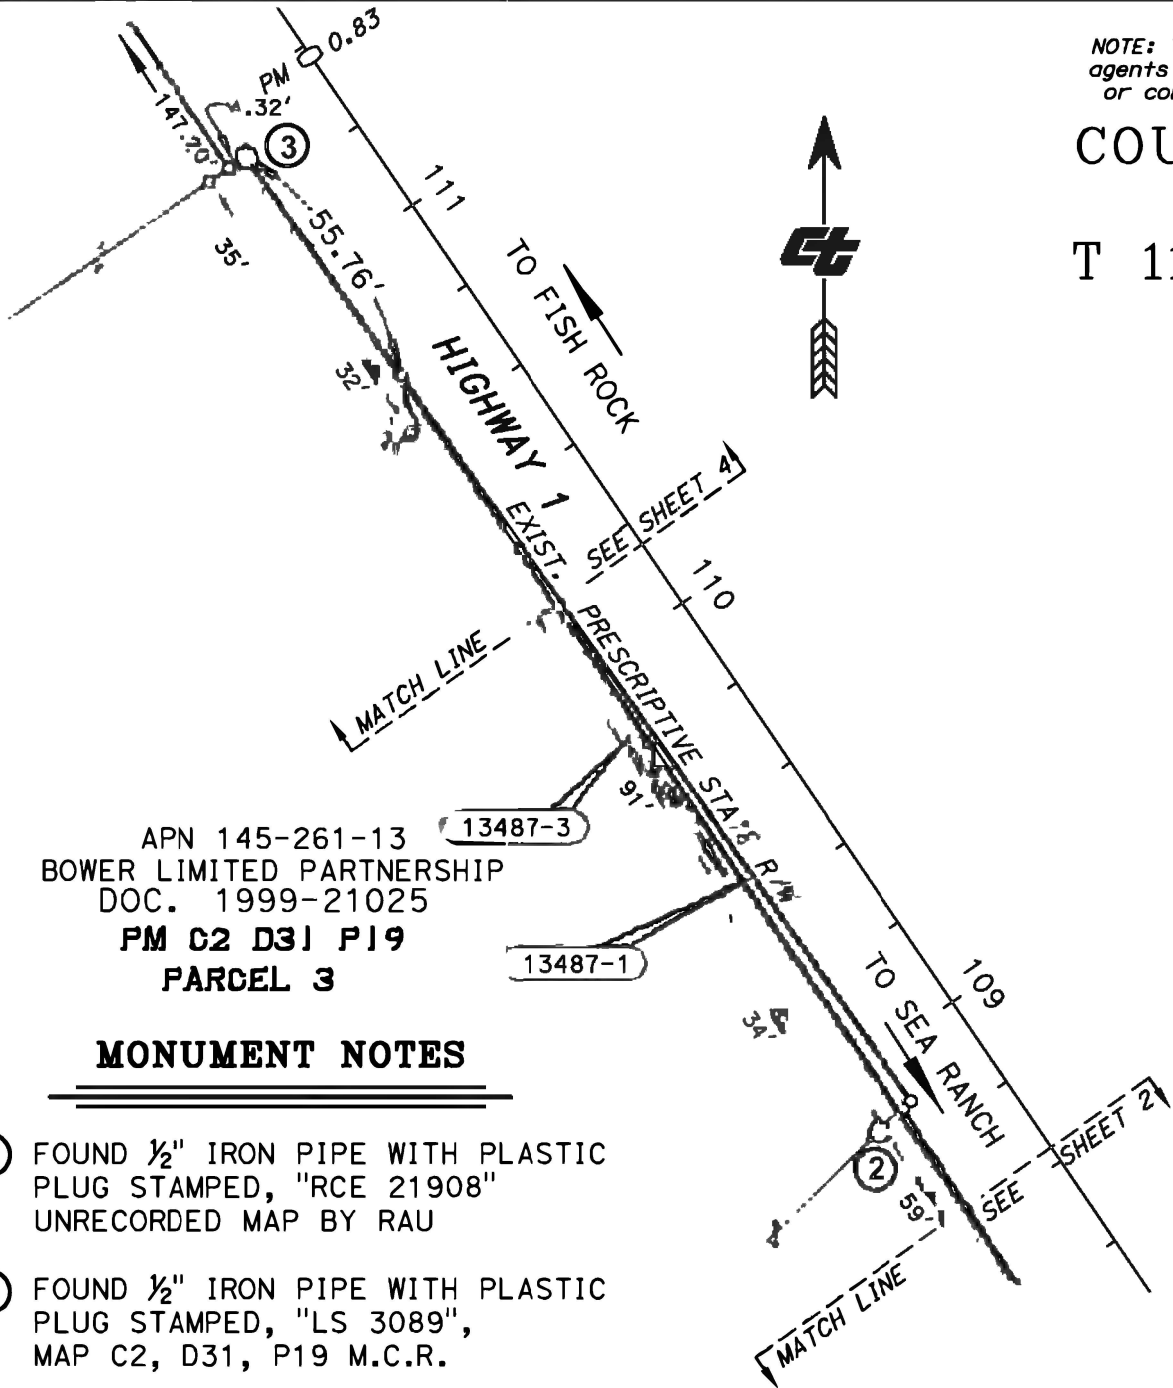 0.83
PM
NOTE:
agents
or cou
COU
T 11
147.70'
.32'
3
35'
55.76'
111
TO FISH ROCK
32'
HIGHWAY 1
SEE SHEET 4
EXIST. PRESCRIPTIVE STATE R/W
110
MATCH LINE
91'
13487-3
APN 145-261-13
BOWER LIMITED PARTNERSHIP
DOC. 1999-21025
PM C2 D31 P19
PARCEL 3
13487-1
34'
TO SEA RANCH
109
MONUMENT NOTES
SEE SHEET 2
2
59'
MATCH LINE
FOUND ½" IRON PIPE WITH PLASTIC
PLUG STAMPED, "RCE 21908"
UNRECORDED MAP BY RAU
FOUND ½" IRON PIPE WITH PLASTIC
PLUG STAMPED, "LS 3089",
MAP C2, D31, P19 M.C.R.